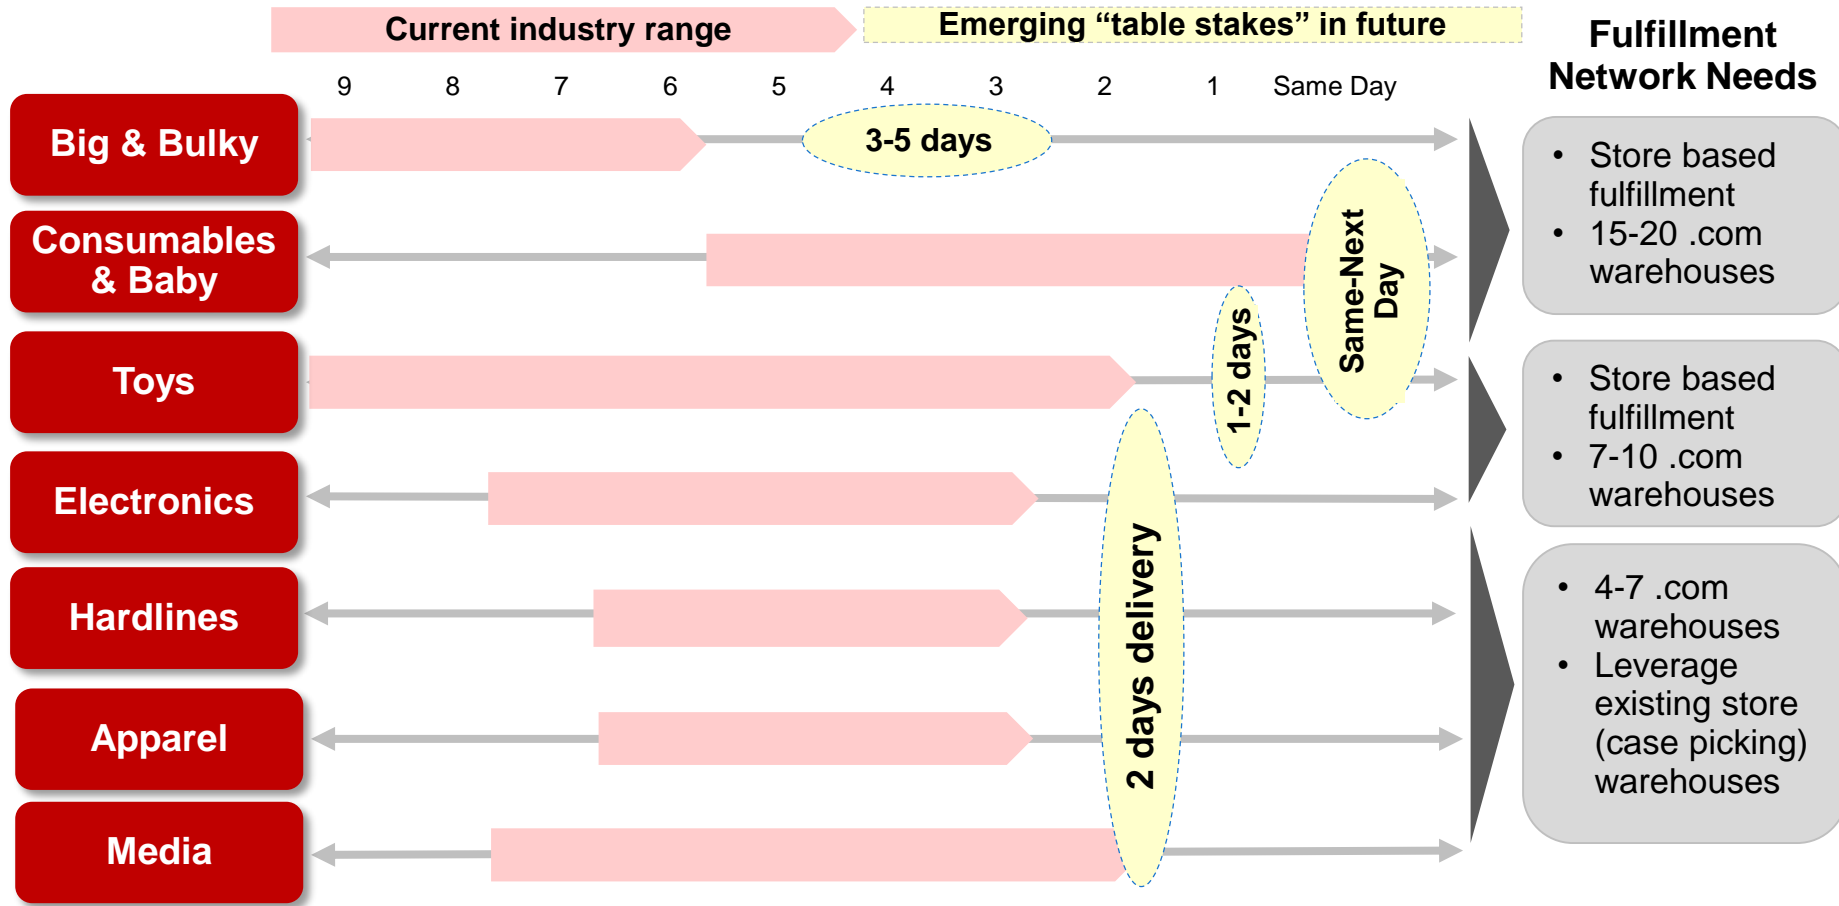 Current industry range
Emerging “table stakes” in future
Fulfillment
Network Needs
9 8 7 6 5 4 3 2 1 Same Day
Big & Bulky
3-5 days
• Store based
fulfillment
• 15-20 .com
warehouses
Consumables
& Baby
Same-Next
Day
Toys
1-2 days
• Store based
fulfillment
• 7-10 .com
warehouses
Electronics
2 days delivery
Hardlines
• 4-7 .com
warehouses
• Leverage
existing store
(case picking)
warehouses
Apparel
Media